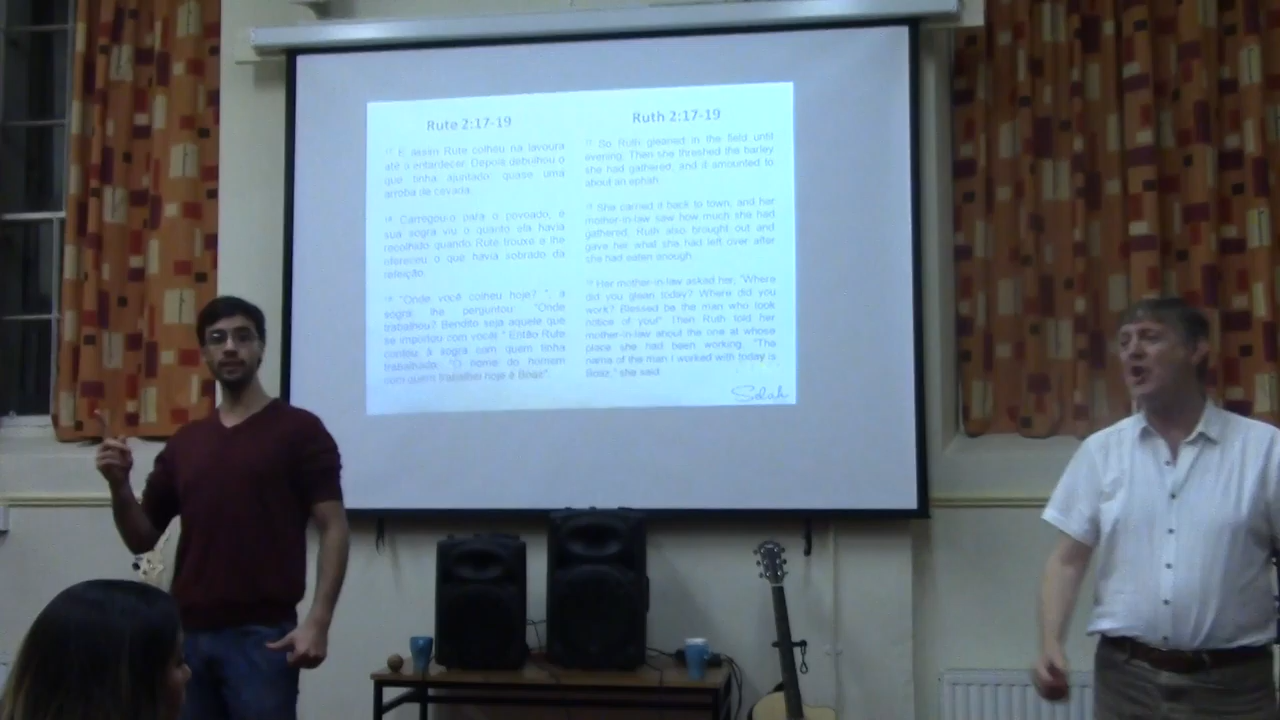 Rute 2:17-19
17 E assim Rute colheu na lavoura
até o entardecer. Depois debulhou o
que tinha ajuntado: quase uma
arroba de cevada.
18 Carregou-o para o povoado, e
sua sogra viu o quanto ela havia
recolhido quando Rute trouxe e lhe
ofereceu o que havia sobrado da
refeição.
19 "Onde você colheu hoje? ", a
sogra lhe perguntou: "Onde
trabalhou? Bendito seja aquele que
se importou com você! " Então Rute
contou à sogra com quem tinha
trabalhado: "O nome do homem
com quem trabalhei hoje é Boaz".
Ruth 2:17-19
17 So Ruth gleaned in the field until
evening. Then she threshed the barley
she had gathered, and it amounted to
about an ephah.
18 She carried it back to town, and her
mother-in-law saw how much she had
gathered. Ruth also brought out and
gave her what she had left over after
she had eaten enough.
19 Her mother-in-law asked her, "Where
did you glean today? Where did you
work? Blessed be the man who took
notice of you!" Then Ruth told her
mother-in-law about the one at whose
place she had been working. "The
name of the man I worked with today is
Boaz," she said.
Selah